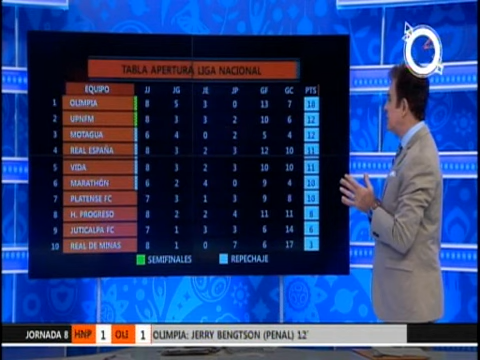 TABLA APERTURA LIGA NACIONAL
EQUIPO JJ JG JE JP GF GC PTS
1 OLIMPIA 8 5 3 0 13 7 18
2 UPNFM 8 3 3 2 10 6 12
3 MOTAGUA 6 4 0 2 5 4 12
4 REAL ESPAÑA 8 3 2 3 12 10 11
5 VIDA 8 3 2 3 10 10 11
6 MARATHÓN 6 2 4 0 9 4 10
7 PLATENSE FC 7 3 1 3 9 8 10
8 H. PROGRESO 8 2 2 4 11 11 8
9 JUTICALPA FC 7 1 3 3 6 14 6
10 REAL DE MINAS 8 1 0 7 6 17 3
SEMIFINALES REPECHAJE
JORNADA 8 HNP 1 OLI 1 OLIMPIA: JERRY BENGTSON (PENAL) 12'